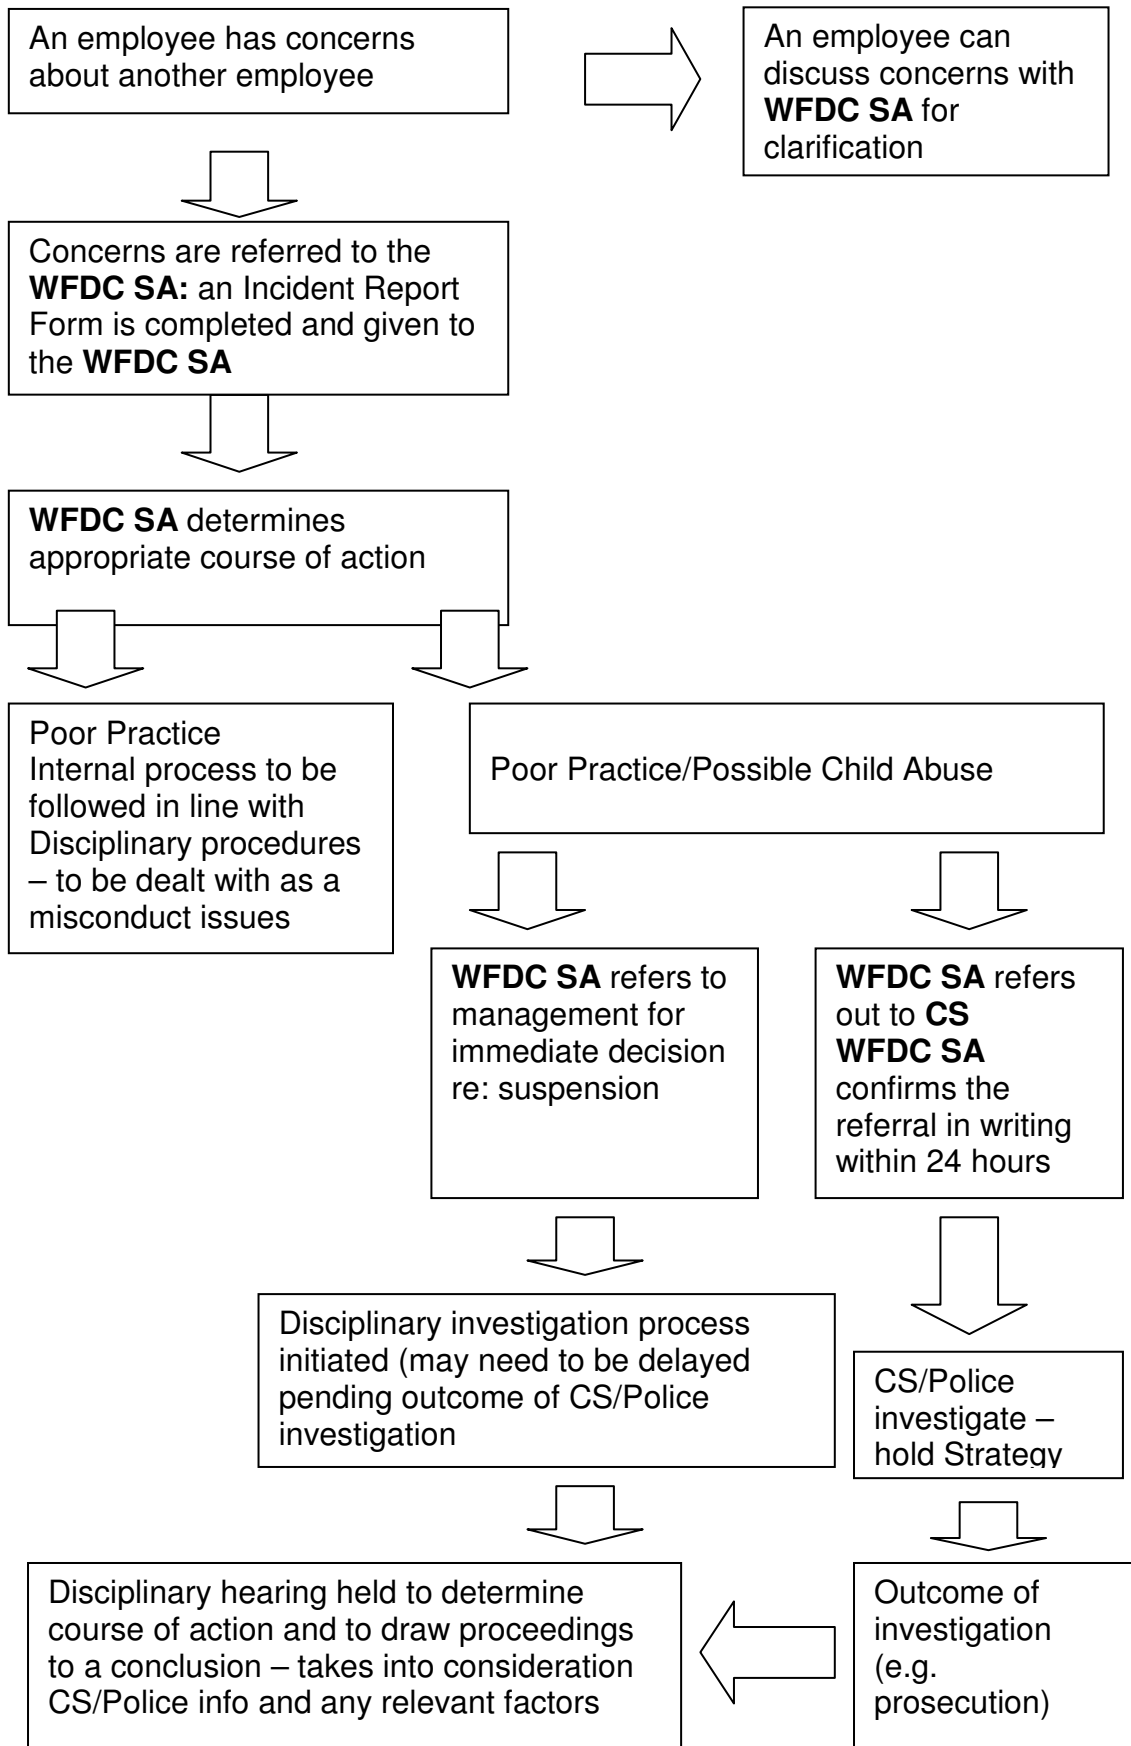 An employee has concerns
about another employee
An employee can
discuss concerns with
WFDC SA for
clarification
Concerns are referred to the
WFDC SA: an Incident Report
Form is completed and given to
the WFDC SA
WFDC SA determines
appropriate course of action
Poor Practice
Internal process to be
followed in line with
Disciplinary procedures
– to be dealt with as a
misconduct issues
Poor Practice/Possible Child Abuse
WFDC SA refers to
management for
immediate decision
re: suspension
WFDC SA refers
out to CS
WFDC SA
confirms the
referral in writing
within 24 hours
Disciplinary investigation process
initiated (may need to be delayed
pending outcome of CS/Police
investigation
CS/Police
investigate –
hold Strategy
Disciplinary hearing held to determine
course of action and to draw proceedings
to a conclusion – takes into consideration
CS/Police info and any relevant factors
Outcome of
investigation
(e.g.
prosecution)